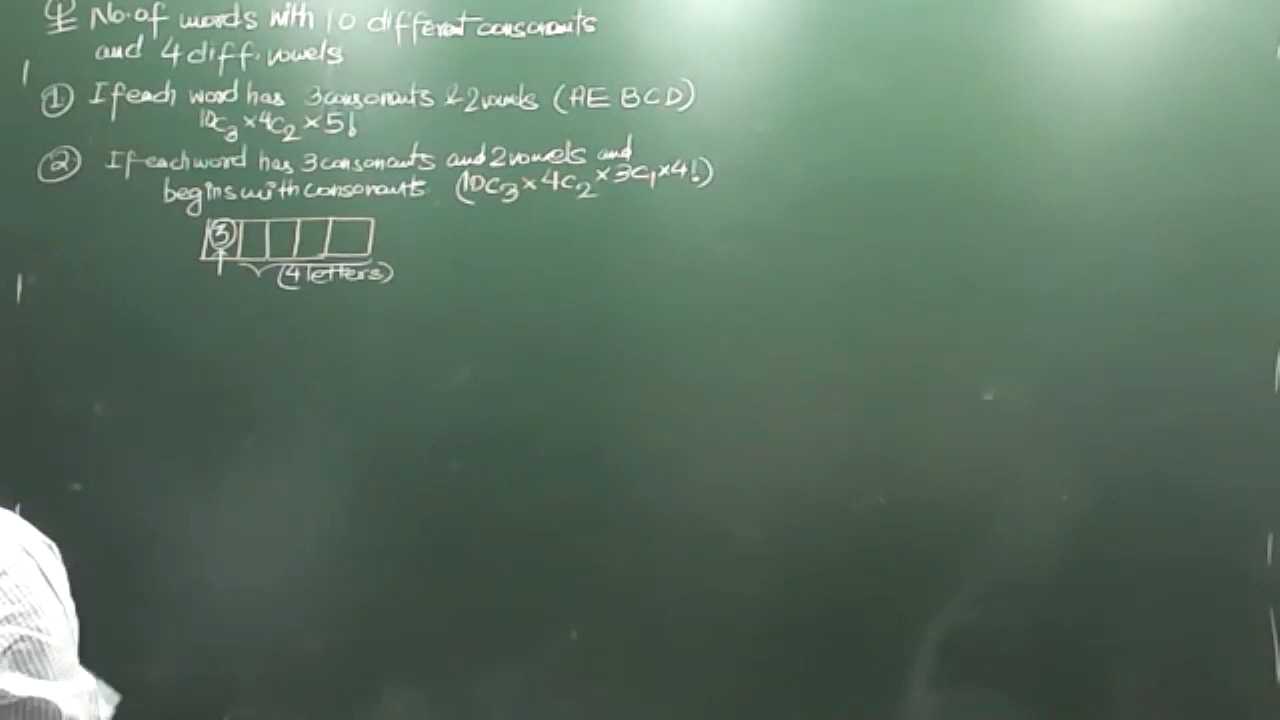 Q No. of words with 10 different consonants
and 4 diff. vowels
① If each word has 3 consonants & 2 vowels (AE BCD)
10C3 × 4C2 × 5!
② If each word has 3 consonants and 2 vowels and
begins with consonants (10C3 × 4C2 × 3C1 × 4!)
③
(4 letters)